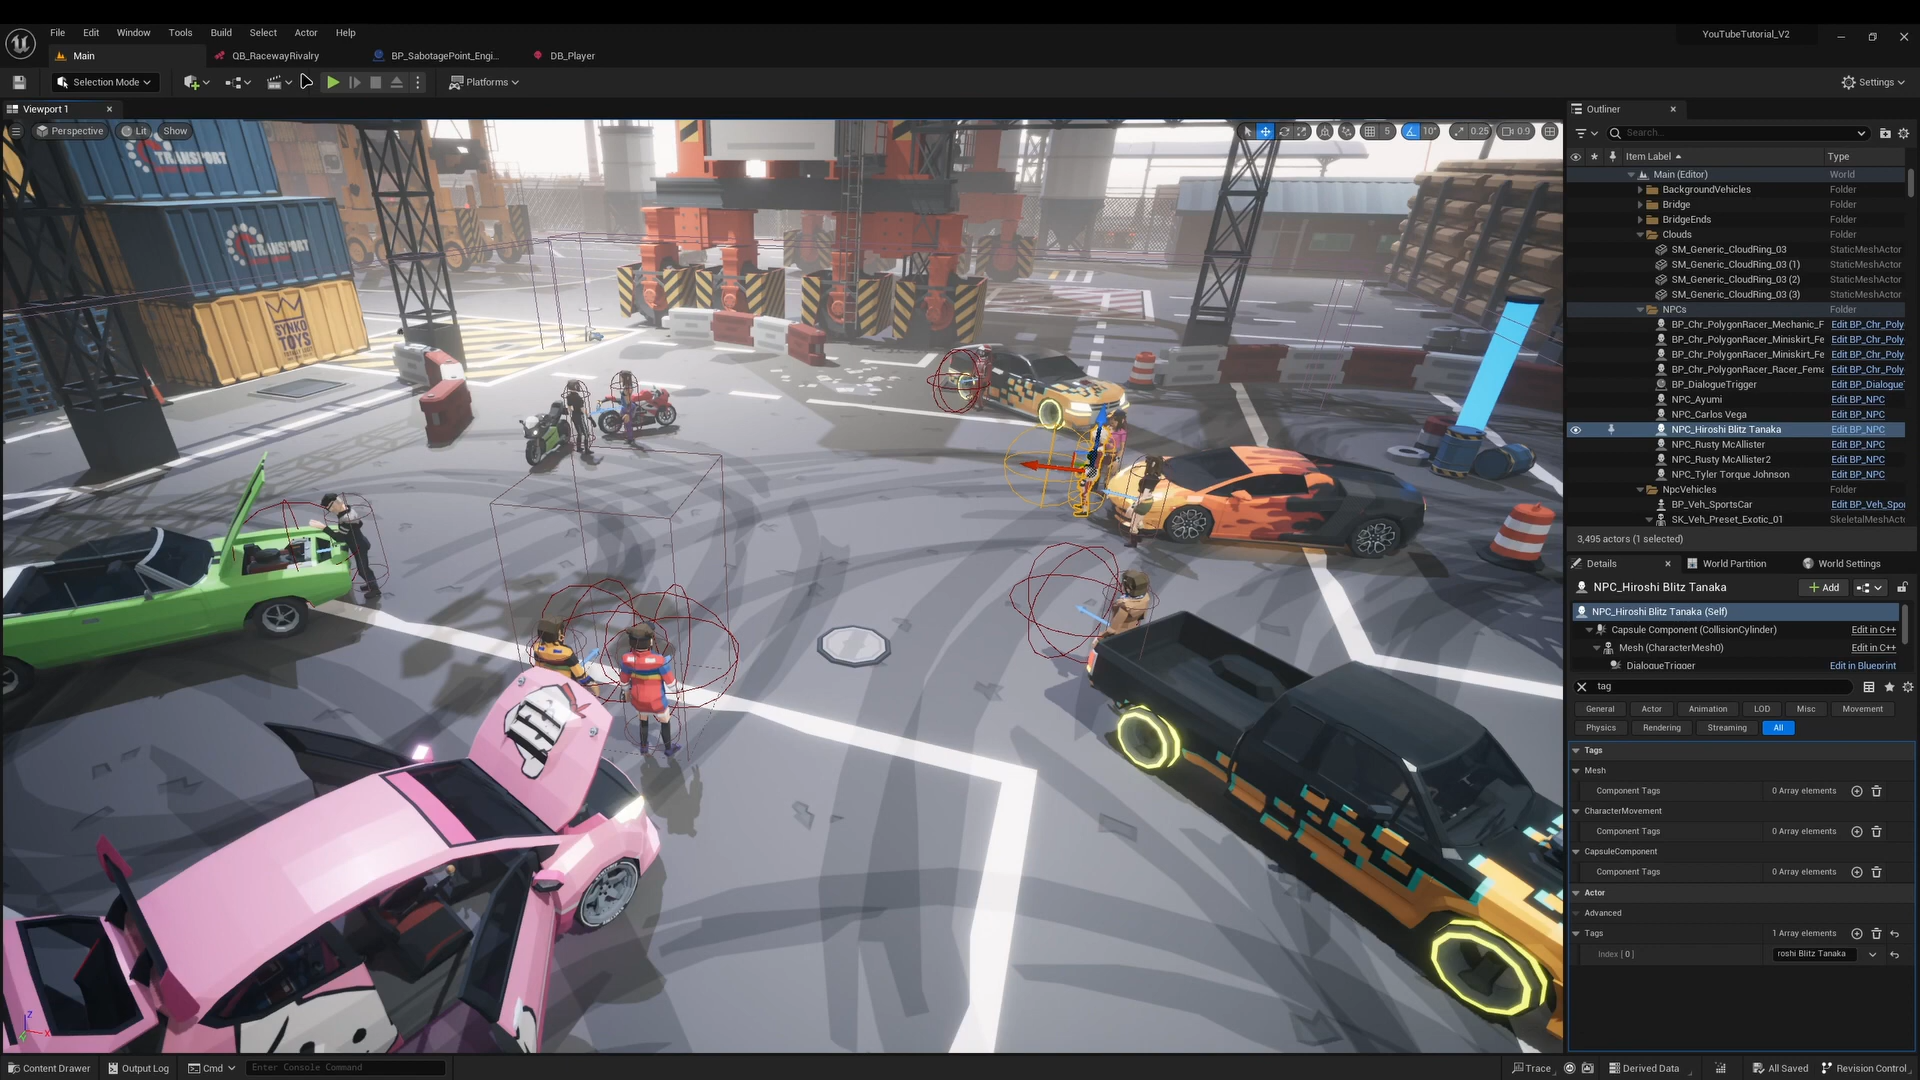 File Edit Window Tools Build Select Actor Help
YouTubeTutorial_V2
Main
QB_RacewayRivalry
BP_SabotagePoint_Engi...
DB_Player
Selection Mode
Platforms
Settings
Viewport 1
Perspective
Lit
Show
5
10°
0.25
0.9
TRANSPORT
TRANSPORT
SYNKO
TOYS
Outliner
Search...
Item Label
Type
Main (Editor) World
BackgroundVehicles Folder
Bridge Folder
BridgeEnds Folder
Clouds Folder
SM_Generic_CloudRing_03 StaticMeshActor
SM_Generic_CloudRing_03 (1) StaticMeshActor
SM_Generic_CloudRing_03 (2) StaticMeshActor
SM_Generic_CloudRing_03 (3) StaticMeshActor
NPCs Folder
BP_Chr_PolygonRacer_Mechanic_F Edit BP_Chr_Poly
BP_Chr_PolygonRacer_Miniskirt_Fe Edit BP_Chr_Poly
BP_Chr_PolygonRacer_Miniskirt_Fe Edit BP_Chr_Poly
BP_Chr_PolygonRacer_Racer_Fema Edit BP_Chr_Poly
BP_DialogueTrigger Edit BP_Dialogue
NPC_Ayumi Edit BP_NPC
NPC_Carlos Vega Edit BP_NPC
NPC_Hiroshi Blitz Tanaka Edit BP_NPC
NPC_Rusty McAllister Edit BP_NPC
NPC_Rusty McAllister2 Edit BP_NPC
NPC_Tyler Torque Johnson Edit BP_NPC
NpcVehicles Folder
BP_Veh_SportsCar Edit BP_Veh_Spo
SK_Veh_Preset_Exotic_01 SkeletalMeshAct
3,495 actors (1 selected)
Details
World Partition
World Settings
NPC_Hiroshi Blitz Tanaka
Add
NPC_Hiroshi Blitz Tanaka (Self)
Capsule Component (CollisionCylinder) Edit in C++
Mesh (CharacterMesh0) Edit in C++
DialogueTrigger Edit in Blueprint
tag
General Actor Animation LOD Misc Movement
Physics Rendering Streaming All
Tags
Mesh
Component Tags 0 Array elements
CharacterMovement
Component Tags 0 Array elements
CapsuleComponent
Component Tags 0 Array elements
Actor
Advanced
Tags 1 Array elements
Index [ 0 ] roshi Blitz Tanaka
Z
X
Y
Content Drawer
Output Log
Cmd
Enter Console Command
Trace
Derived Data
All Saved
Revision Control